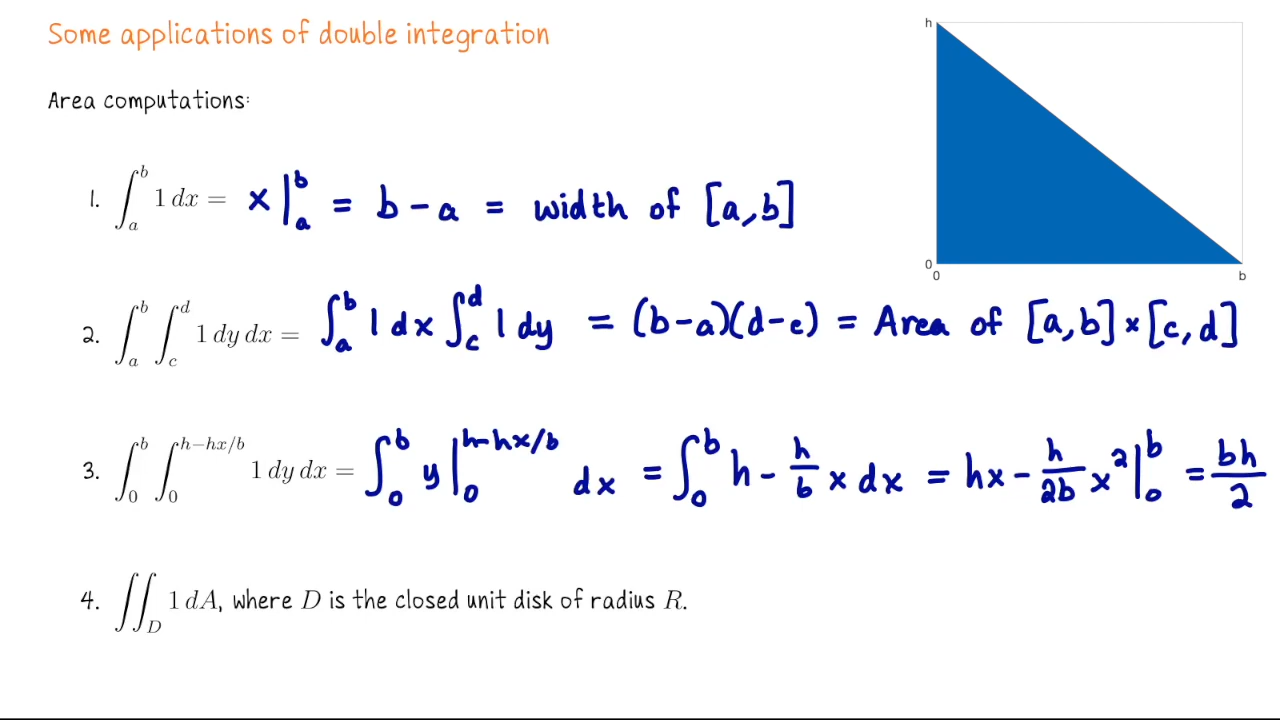 Some applications of double integration
h
Area computations:
1. ∫_a^b 1 dx = x|_a^b = b - a = width of [a,b]
0
0 b
2. ∫_a^b ∫_c^d 1 dy dx = ∫_a^b 1 dx ∫_c^d 1 dy = (b-a)(d-c) = Area of [a,b]×[c,d]
3. ∫_0^b ∫_0^{h-hx/b} 1 dy dx = ∫_0^b y|_0^{h-hx/b} dx = ∫_0^b h - h/b x dx = hx - h/2b x²|_0^b = bh/2
4. ∬_D 1 dA, where D is the closed unit disk of radius R.